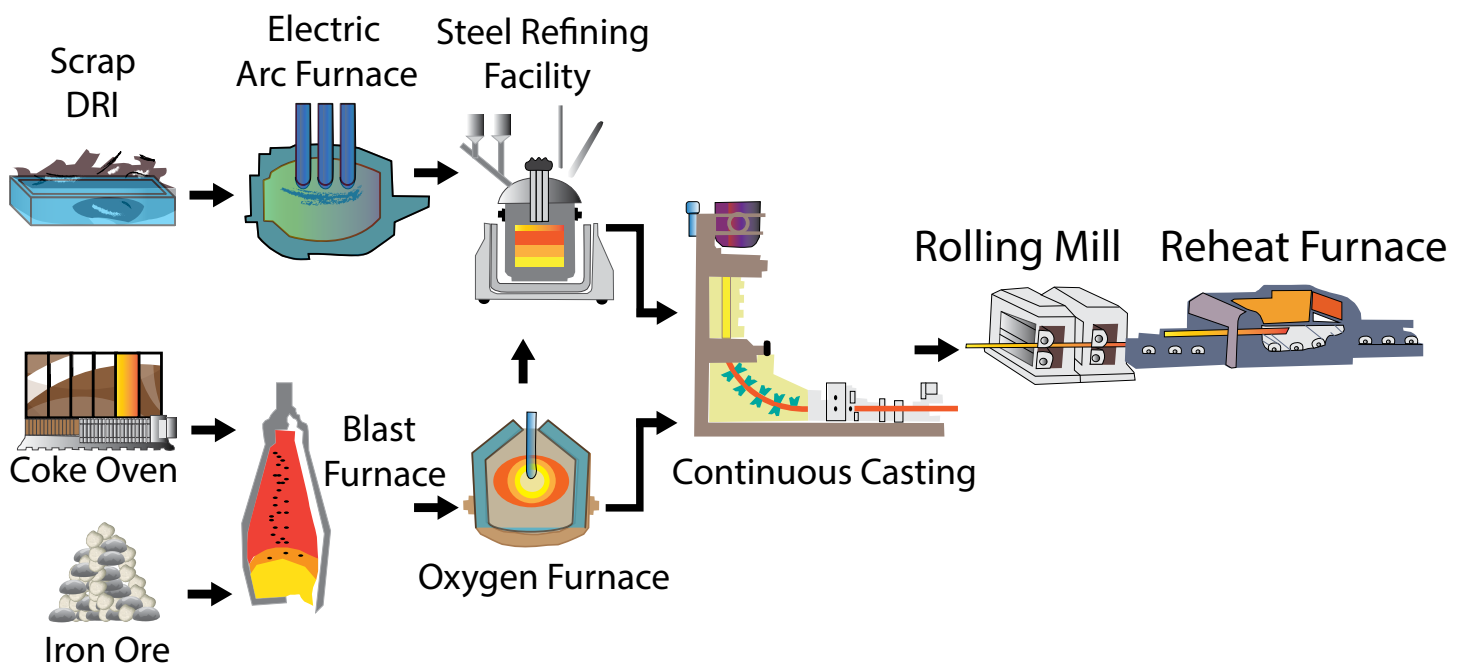 Scrap
DRI
Electric
Arc Furnace
Steel Refining
Facility
Rolling Mill
Reheat Furnace
Coke Oven
Blast
Furnace
Continuous Casting
Oxygen Furnace
Iron Ore